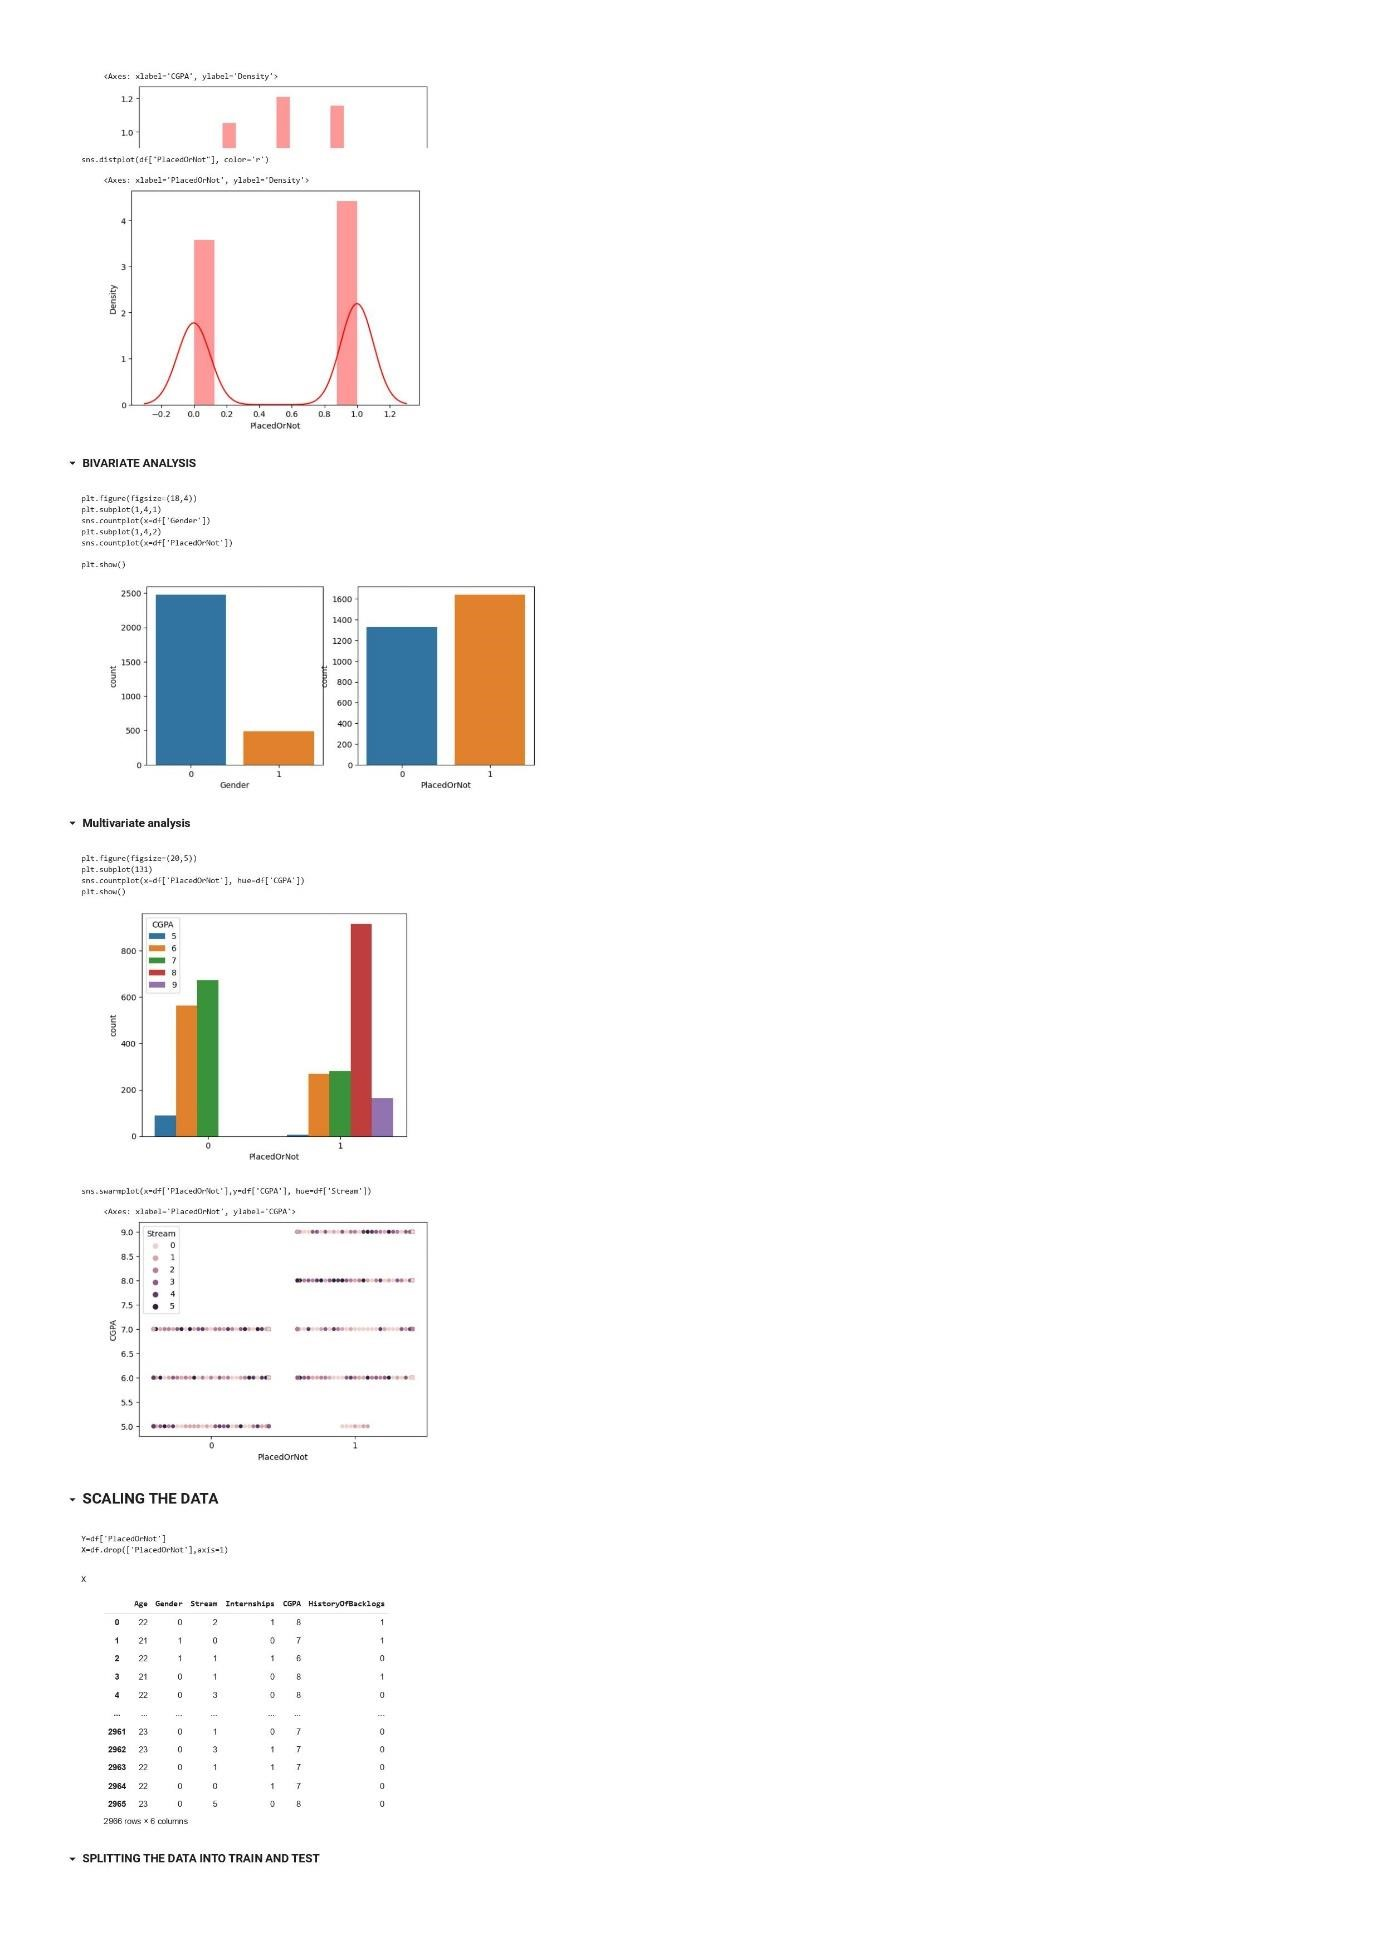 <Axes: xlabel='CGPA', ylabel='Density'>
1.2
1.0
sns.distplot(df["PlacedOrNot"], color='r')
<Axes: xlabel='PlacedOrNot', ylabel='Density'>
4
3
2
1
0
Density
−0.2 0.0 0.2 0.4 0.6 0.8 1.0 1.2
PlacedOrNot
BIVARIATE ANALYSIS
plt.figure(figsize=(18,4))
plt.subplot(1,4,1)
sns.countplot(x=df['Gender'])
plt.subplot(1,4,2)
sns.countplot(x=df['PlacedOrNot'])
plt.show()
2500
2000
1500
1000
500
0
count
0 1
Gender
1600
1400
1200
1000
800
600
400
200
0
count
0 1
PlacedOrNot
Multivariate analysis
plt.figure(figsize=(20,5))
plt.subplot(131)
sns.countplot(x=df['PlacedOrNot'], hue=df['CGPA'])
plt.show()
CGPA
5
6
7
8
9
800
600
400
200
0
count
0 1
PlacedOrNot
sns.swarmplot(x=df['PlacedOrNot'],y=df['CGPA'], hue=df['Stream'])
<Axes: xlabel='PlacedOrNot', ylabel='CGPA'>
Stream
0
1
2
3
4
5
9.0
8.5
8.0
7.5
7.0
6.5
6.0
5.5
5.0
CGPA
0 1
PlacedOrNot
SCALING THE DATA
Y=df['PlacedOrNot']
X=df.drop(['PlacedOrNot'],axis=1)
X
Age Gender Stream Internships CGPA HistoryOfBacklogs
0 22 0 2 1 8 1
1 21 1 0 0 7 1
2 22 1 1 1 6 0
3 21 0 1 0 8 1
4 22 0 3 0 8 0
... ... ... ... ... ... ...
2961 23 0 1 0 7 0
2962 23 0 3 1 7 0
2963 22 0 1 1 7 0
2964 22 0 0 1 7 0
2965 23 0 5 0 8 0
2966 rows × 6 columns
SPLITTING THE DATA INTO TRAIN AND TEST